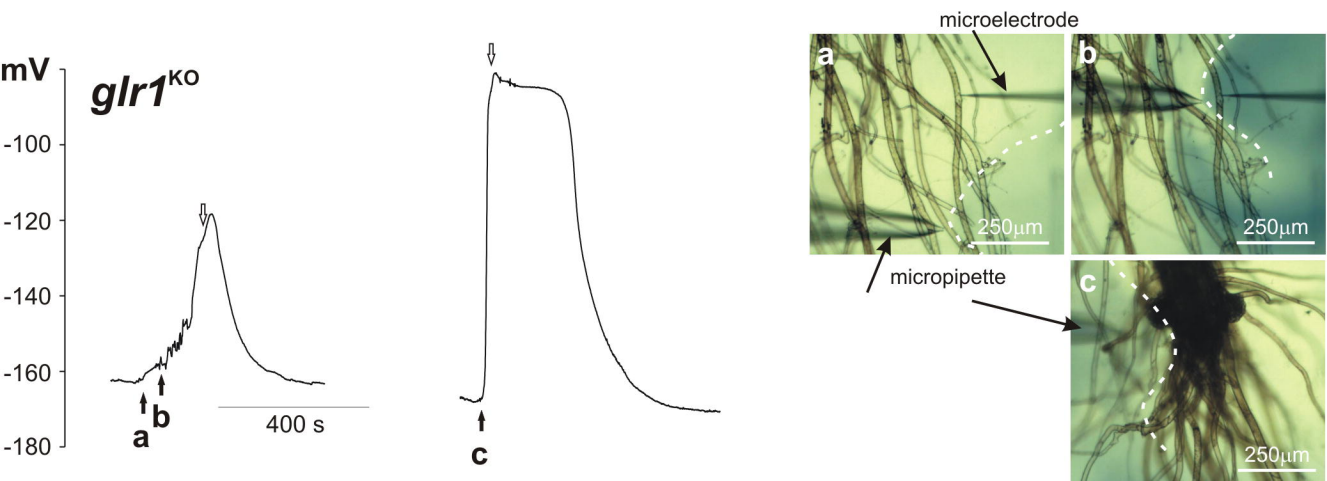 mV
glr1KO
-100
-120
-140
-160
-180
a
b
400 s
c
microelectrode
a
250µm
b
250µm
micropipette
c
250µm